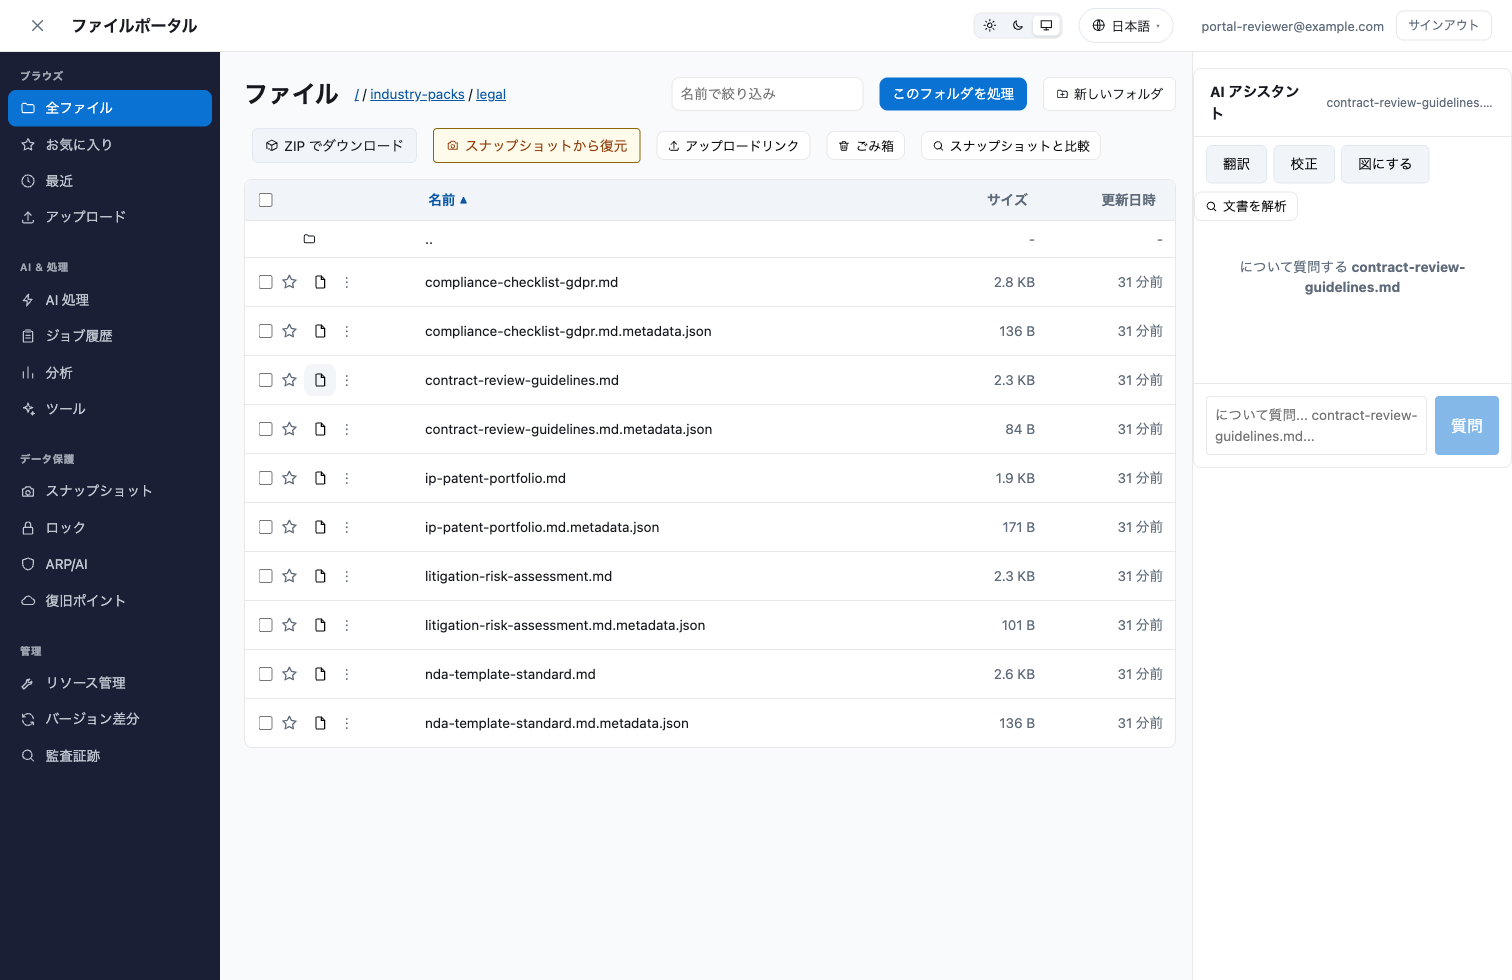 ファイルポータル
日本語
portal-reviewer@example.com
サインアウト
ブラウズ
全ファイル
お気に入り
最近
アップロード
AI & 処理
AI 処理
ジョブ履歴
分析
ツール
データ保護
スナップショット
ロック
ARP/AI
復旧ポイント
管理
リソース管理
バージョン差分
監査証跡
ファイル
/ / industry-packs / legal
名前で絞り込み
このフォルダを処理
新しいフォルダ
ZIP でダウンロード
スナップショットから復元
アップロードリンク
ごみ箱
スナップショットと比較
名前 ▲ サイズ 更新日時
.. - -
compliance-checklist-gdpr.md 2.8 KB 31 分前
compliance-checklist-gdpr.md.metadata.json 136 B 31 分前
contract-review-guidelines.md 2.3 KB 31 分前
contract-review-guidelines.md.metadata.json 84 B 31 分前
ip-patent-portfolio.md 1.9 KB 31 分前
ip-patent-portfolio.md.metadata.json 171 B 31 分前
litigation-risk-assessment.md 2.3 KB 31 分前
litigation-risk-assessment.md.metadata.json 101 B 31 分前
nda-template-standard.md 2.6 KB 31 分前
nda-template-standard.md.metadata.json 136 B 31 分前
AI アシスタン
ト
contract-review-guidelines....
翻訳
校正
図にする
文書を解析
について質問する contract-review-
guidelines.md
について質問... contract-review-
guidelines.md...
質問